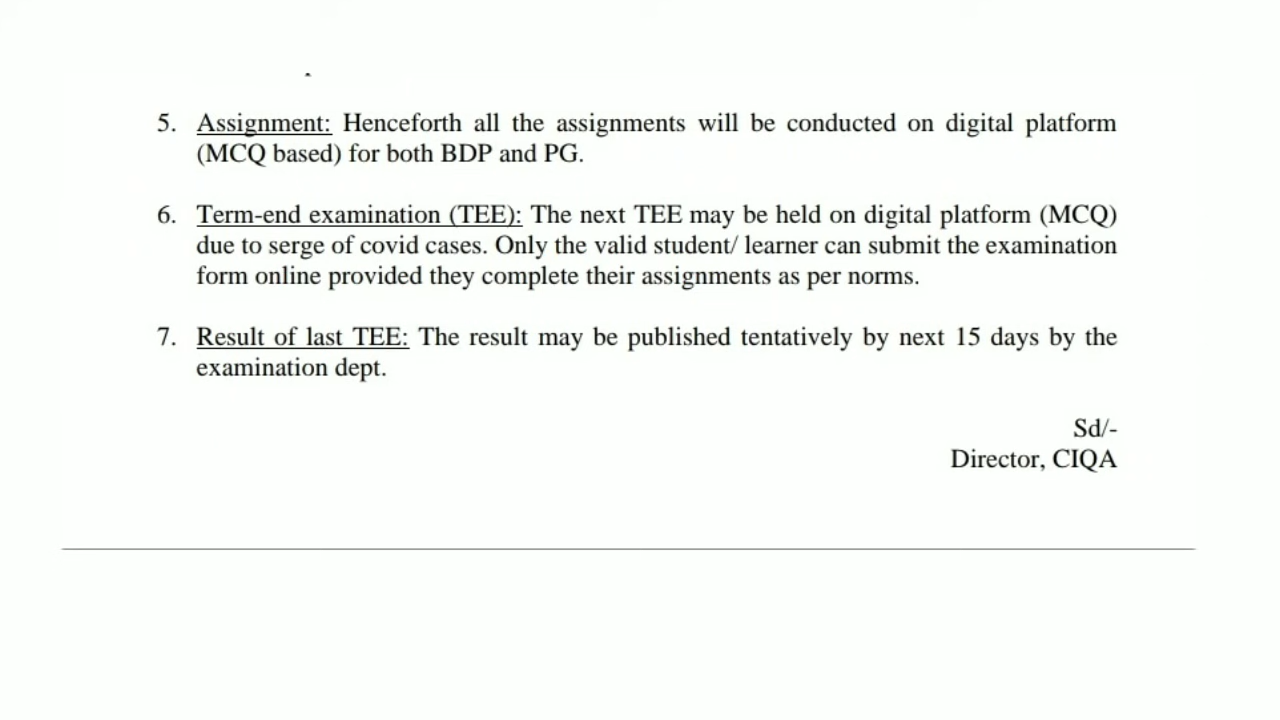 5. Assignment: Henceforth all the assignments will be conducted on digital platform
(MCQ based) for both BDP and PG.
6. Term-end examination (TEE): The next TEE may be held on digital platform (MCQ)
due to serge of covid cases. Only the valid student/ learner can submit the examination
form online provided they complete their assignments as per norms.
7. Result of last TEE: The result may be published tentatively by next 15 days by the
examination dept.
Sd/-
Director, CIQA